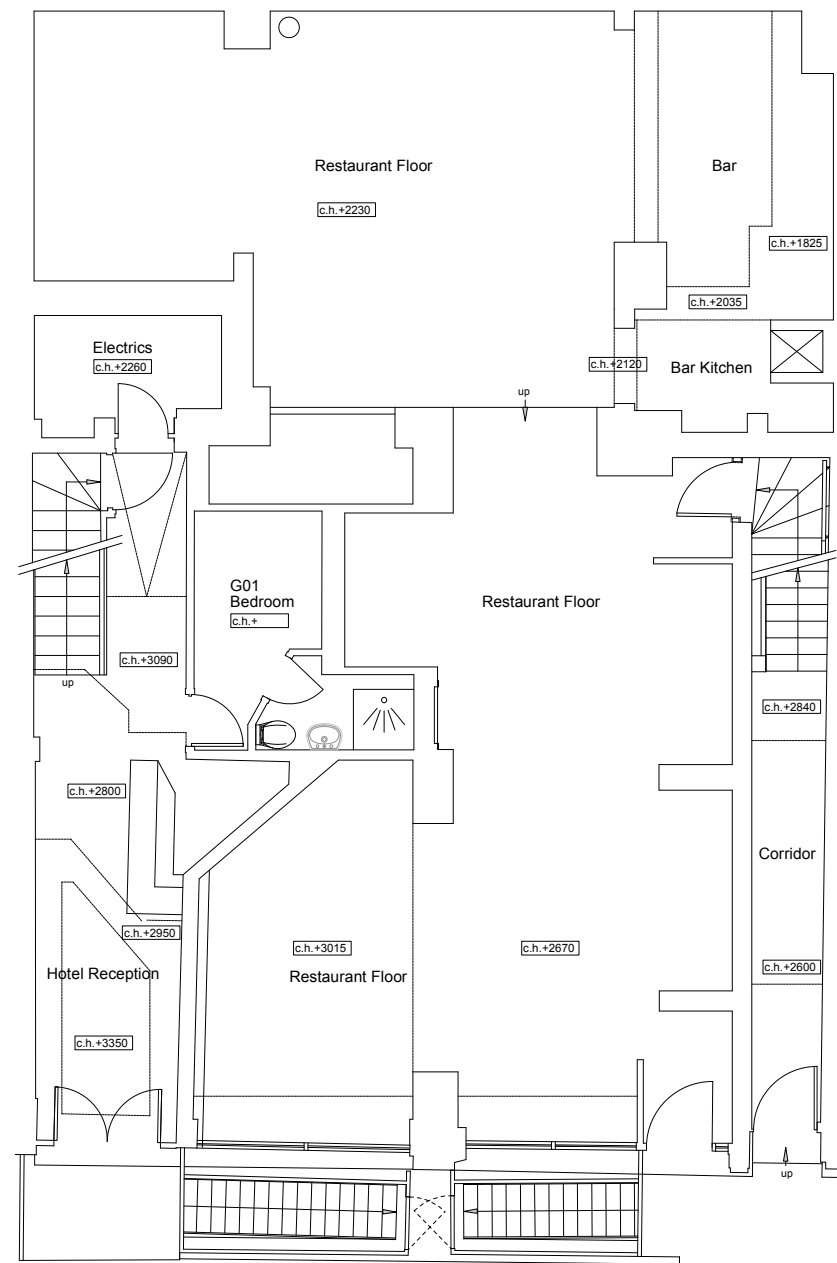 Restaurant Floor
Bar
c.h.+2230
c.h.+1825
c.h.+2035
Electrics
c.h.+2260
c.h.+2120
Bar Kitchen
up
G01
Bedroom
c.h.+
Restaurant Floor
c.h.+3090
up
c.h.+2840
c.h.+2800
Corridor
c.h.+2950
c.h.+3015
c.h.+2670
c.h.+2600
Hotel Reception
Restaurant Floor
c.h.+3350
up